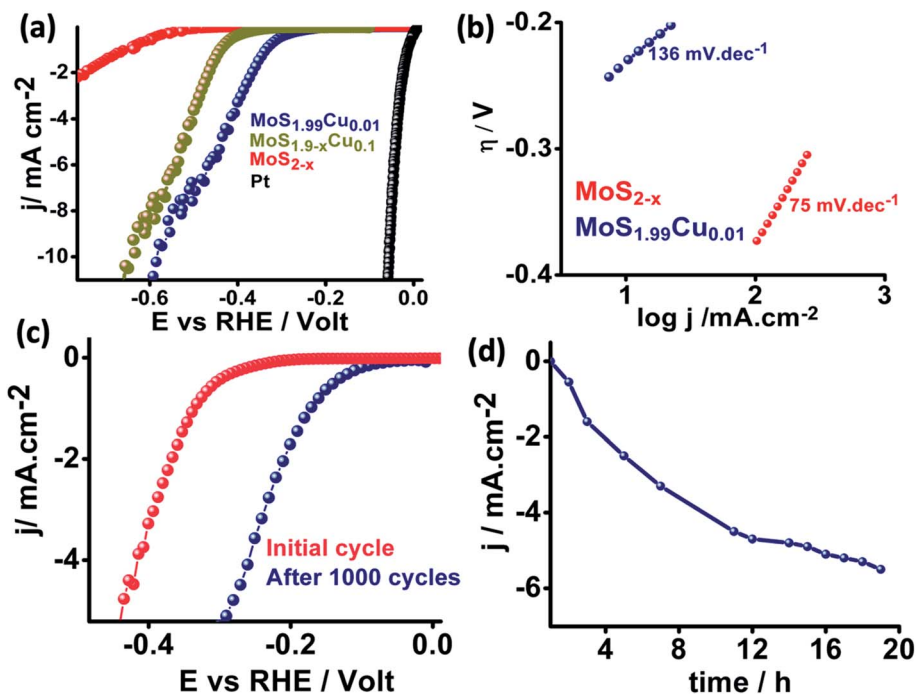 (a)
0
-2
-4
-6
-8
-10
j/ mA cm-2
MoS1.99Cu0.01
MoS1.9-xCu0.1
MoS2-x
Pt
-0.6 -0.4 -0.2 0.0
E vs RHE / Volt
(b)
-0.2
-0.3
-0.4
η / V
136 mV.dec-1
75 mV.dec-1
MoS2-x
MoS1.99Cu0.01
1 2 3
log j /mA.cm-2
(c)
0
-2
-4
j/ mA.cm-2
Initial cycle
After 1000 cycles
-0.4 -0.2 0.0
E vs RHE / Volt
(d)
0
-2
-4
-6
j / mA.cm-2
4 8 12 16 20
time / h